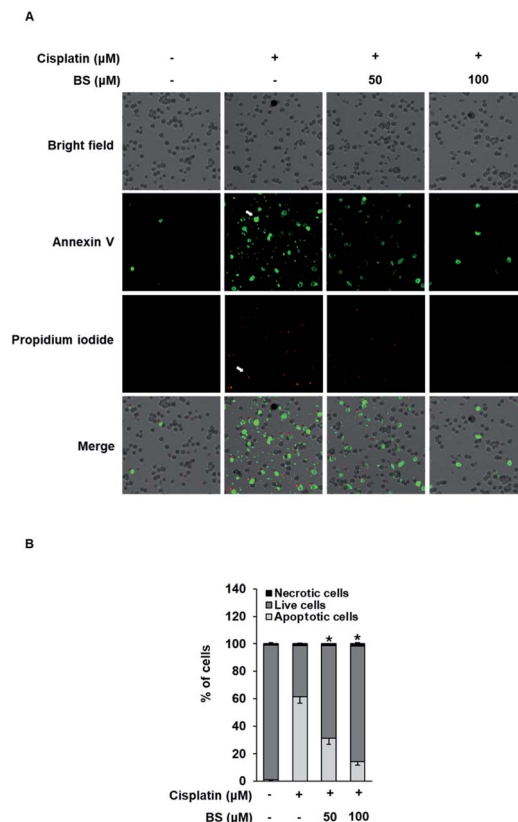 A
Cisplatin (µM) - + + +
BS (µM) - - 50 100
Bright field
Annexin V
Propidium iodide
Merge
B
140
120
100
80
60
40
20
0
% of cells
Necrotic cells
Live cells
Apoptotic cells
* *
Cisplatin (µM) - + + +
BS (µM) - - 50 100